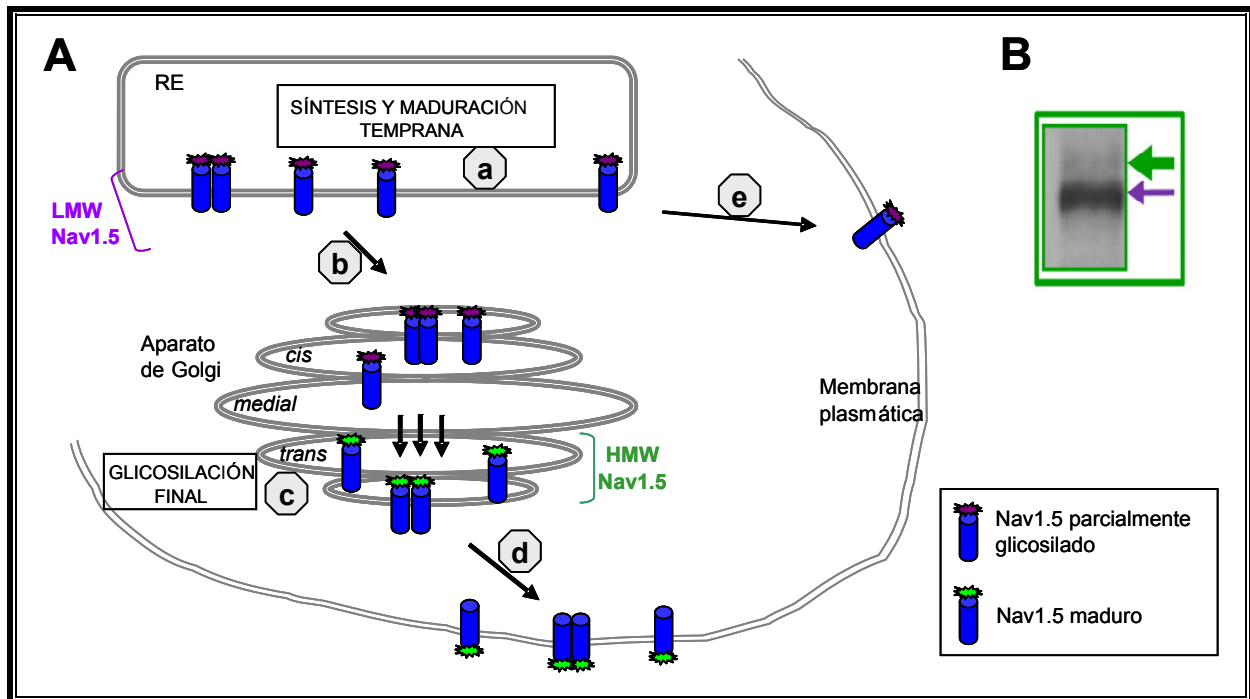 A
B
RE
SÍNTESIS Y MADURACIÓN
TEMPRANA
a
LMW
Nav1.5
e
b
Aparato
de Golgi
cis
medial
trans
Membrana
plasmática
GLICOSILACIÓN
FINAL
c
HMW
Nav1.5
d
Nav1.5 parcialmente
glicosilado
Nav1.5 maduro